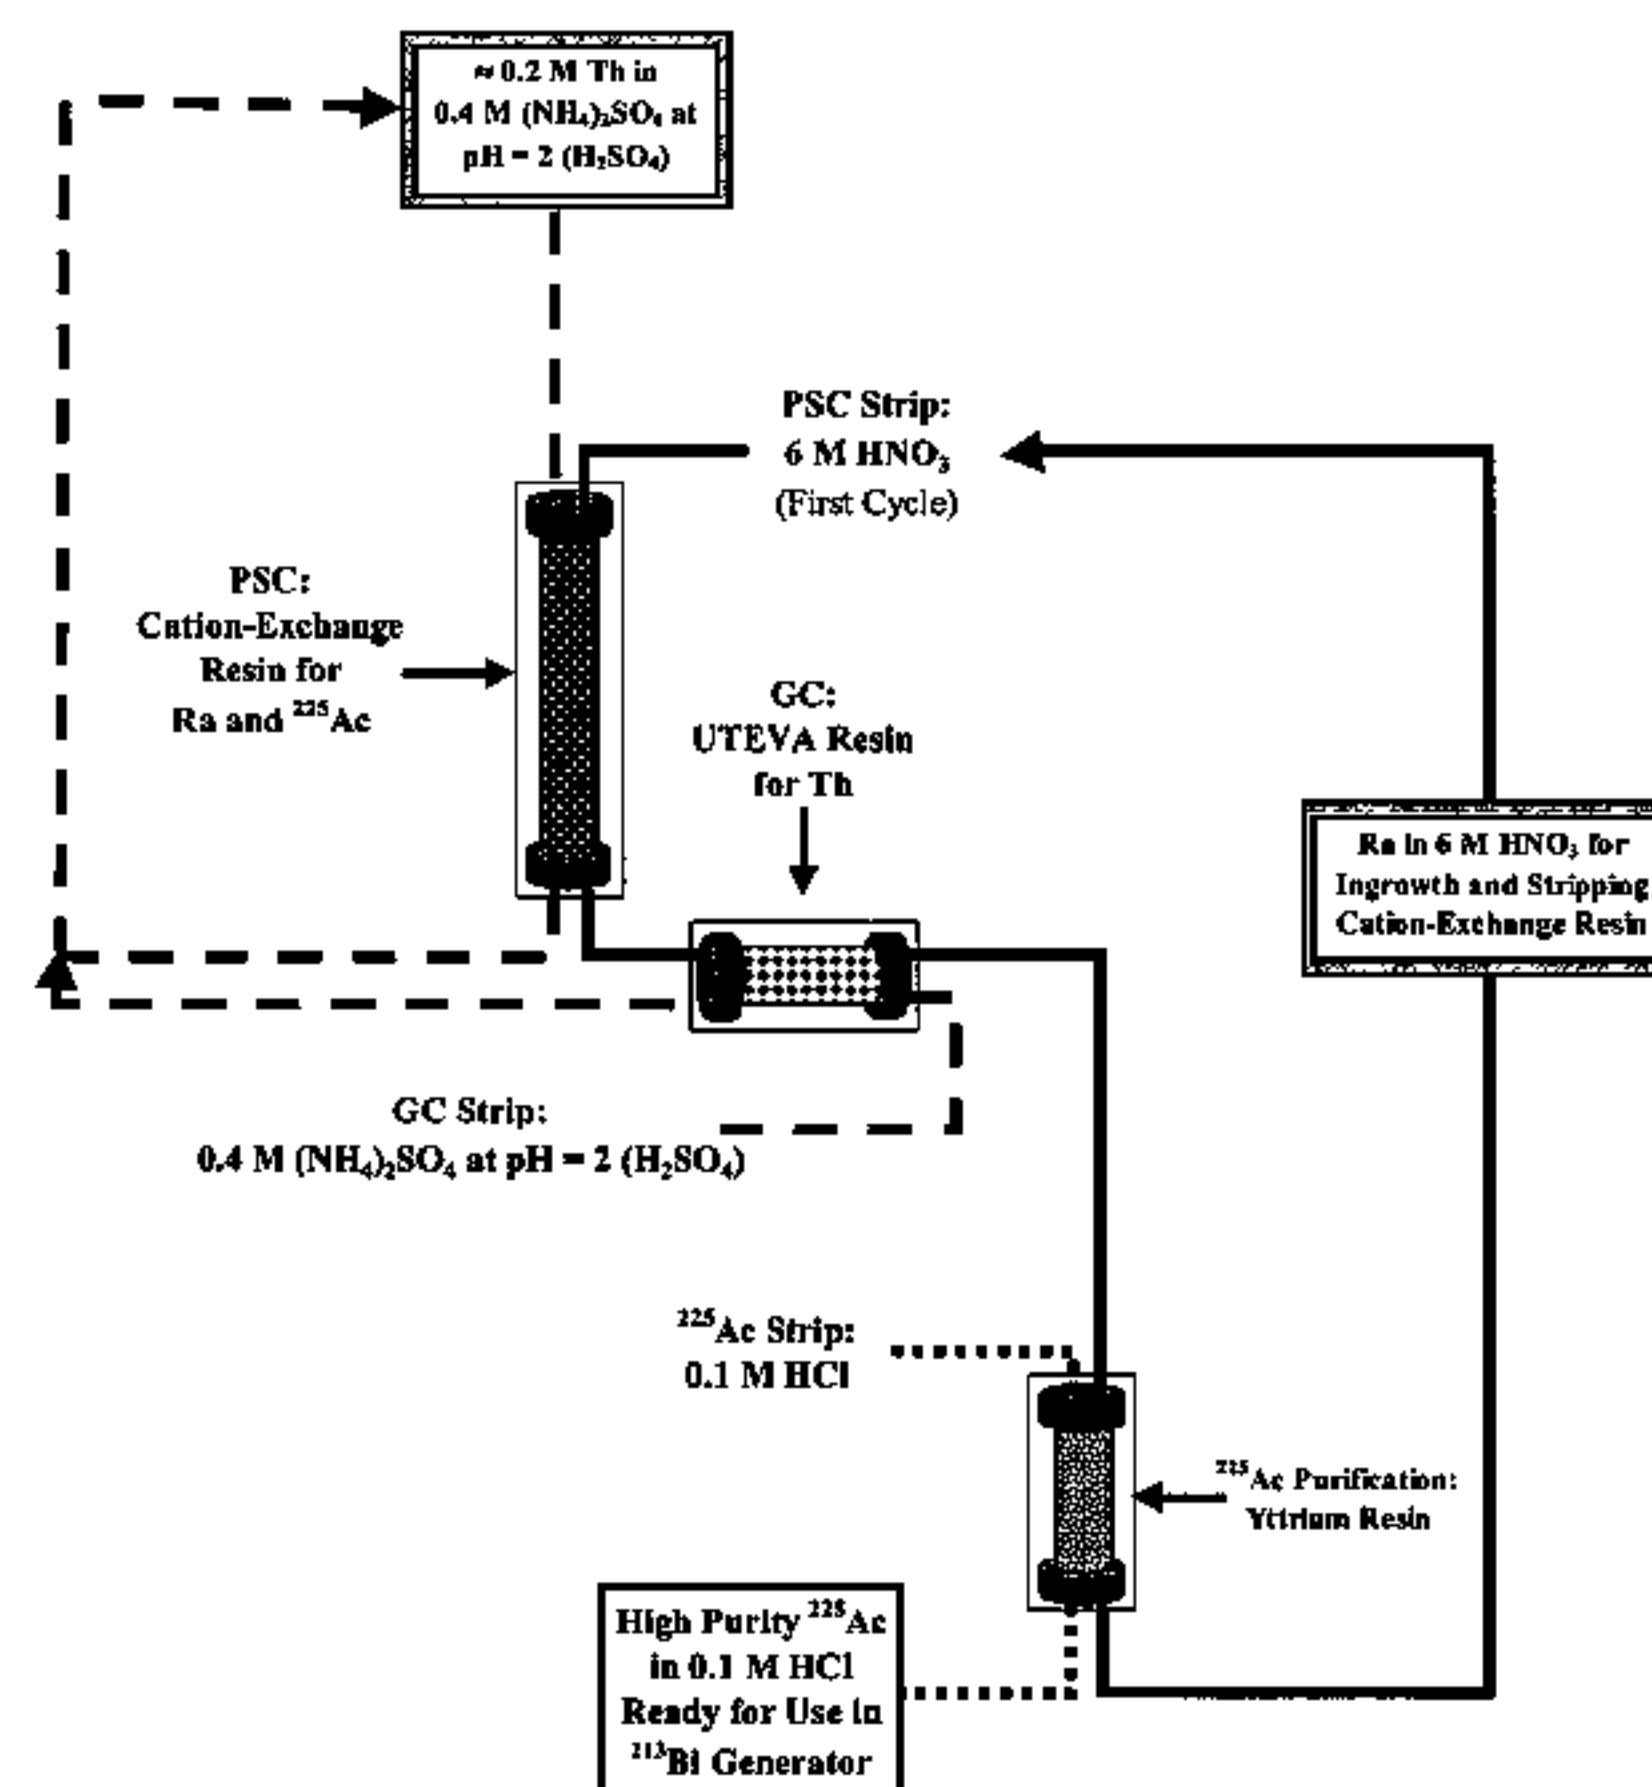 ≈ 0.2 M Th in
0.4 M (NH₄)₂SO₄ at
pH = 2 (H₂SO₄)
PSC Strip:
6 M HNO₃
(First Cycle)
PSC:
Cation-Exchange
Resin for
Ra and ²²⁵Ac
GC:
UTEVA Resin
for Th
Ra in 6 M HNO₃ for
Ingrowth and Stripping
Cation-Exchange Resin
GC Strip:
0.4 M (NH₄)₂SO₄ at pH = 2 (H₂SO₄)
²²⁵Ac Strip:
0.1 M HCl
²²⁵Ac Purification:
Yttrium Resin
High Purity ²²⁵Ac
in 0.1 M HCl
Ready for Use in
²¹³Bi Generator